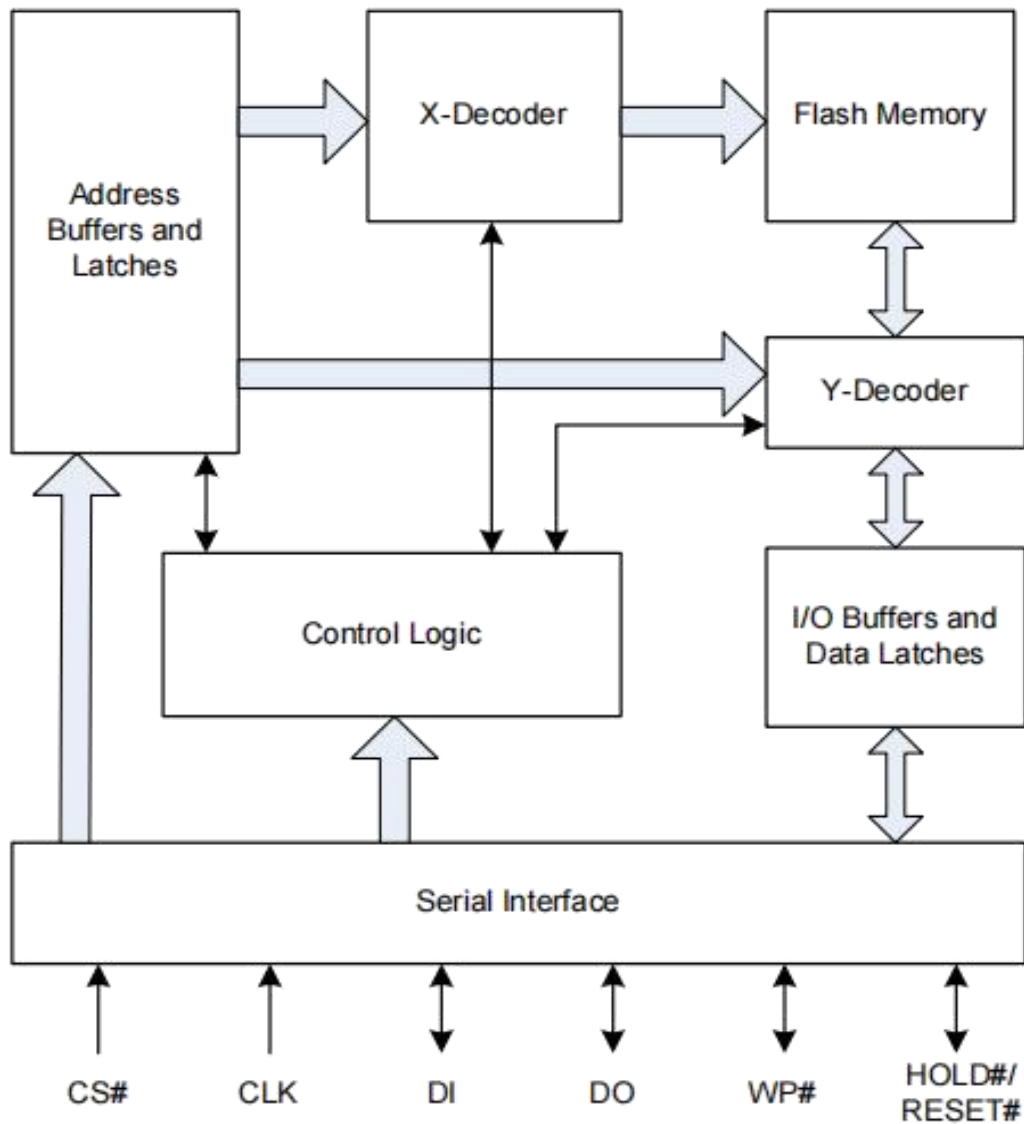 Address
Buffers and
Latches
X-Decoder
Flash Memory
Y-Decoder
Control Logic
I/O Buffers and
Data Latches
Serial Interface
CS#
CLK
DI
DO
WP#
HOLD#/
RESET#